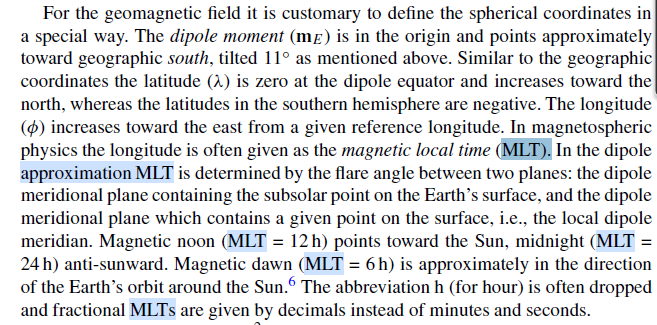 For the geomagnetic field it is customary to define the spherical coordinates in
a special way. The dipole moment (mE) is in the origin and points approximately
toward geographic south, tilted 11° as mentioned above. Similar to the geographic
coordinates the latitude (λ) is zero at the dipole equator and increases toward the
north, whereas the latitudes in the southern hemisphere are negative. The longitude
(ϕ) increases toward the east from a given reference longitude. In magnetospheric
physics the longitude is often given as the magnetic local time (MLT). In the dipole
approximation MLT is determined by the flare angle between two planes: the dipole
meridional plane containing the subsolar point on the Earth's surface, and the dipole
meridional plane which contains a given point on the surface, i.e., the local dipole
meridian. Magnetic noon (MLT = 12 h) points toward the Sun, midnight (MLT =
24 h) anti-sunward. Magnetic dawn (MLT = 6 h) is approximately in the direction
of the Earth's orbit around the Sun.6 The abbreviation h (for hour) is often dropped
and fractional MLTs are given by decimals instead of minutes and seconds.